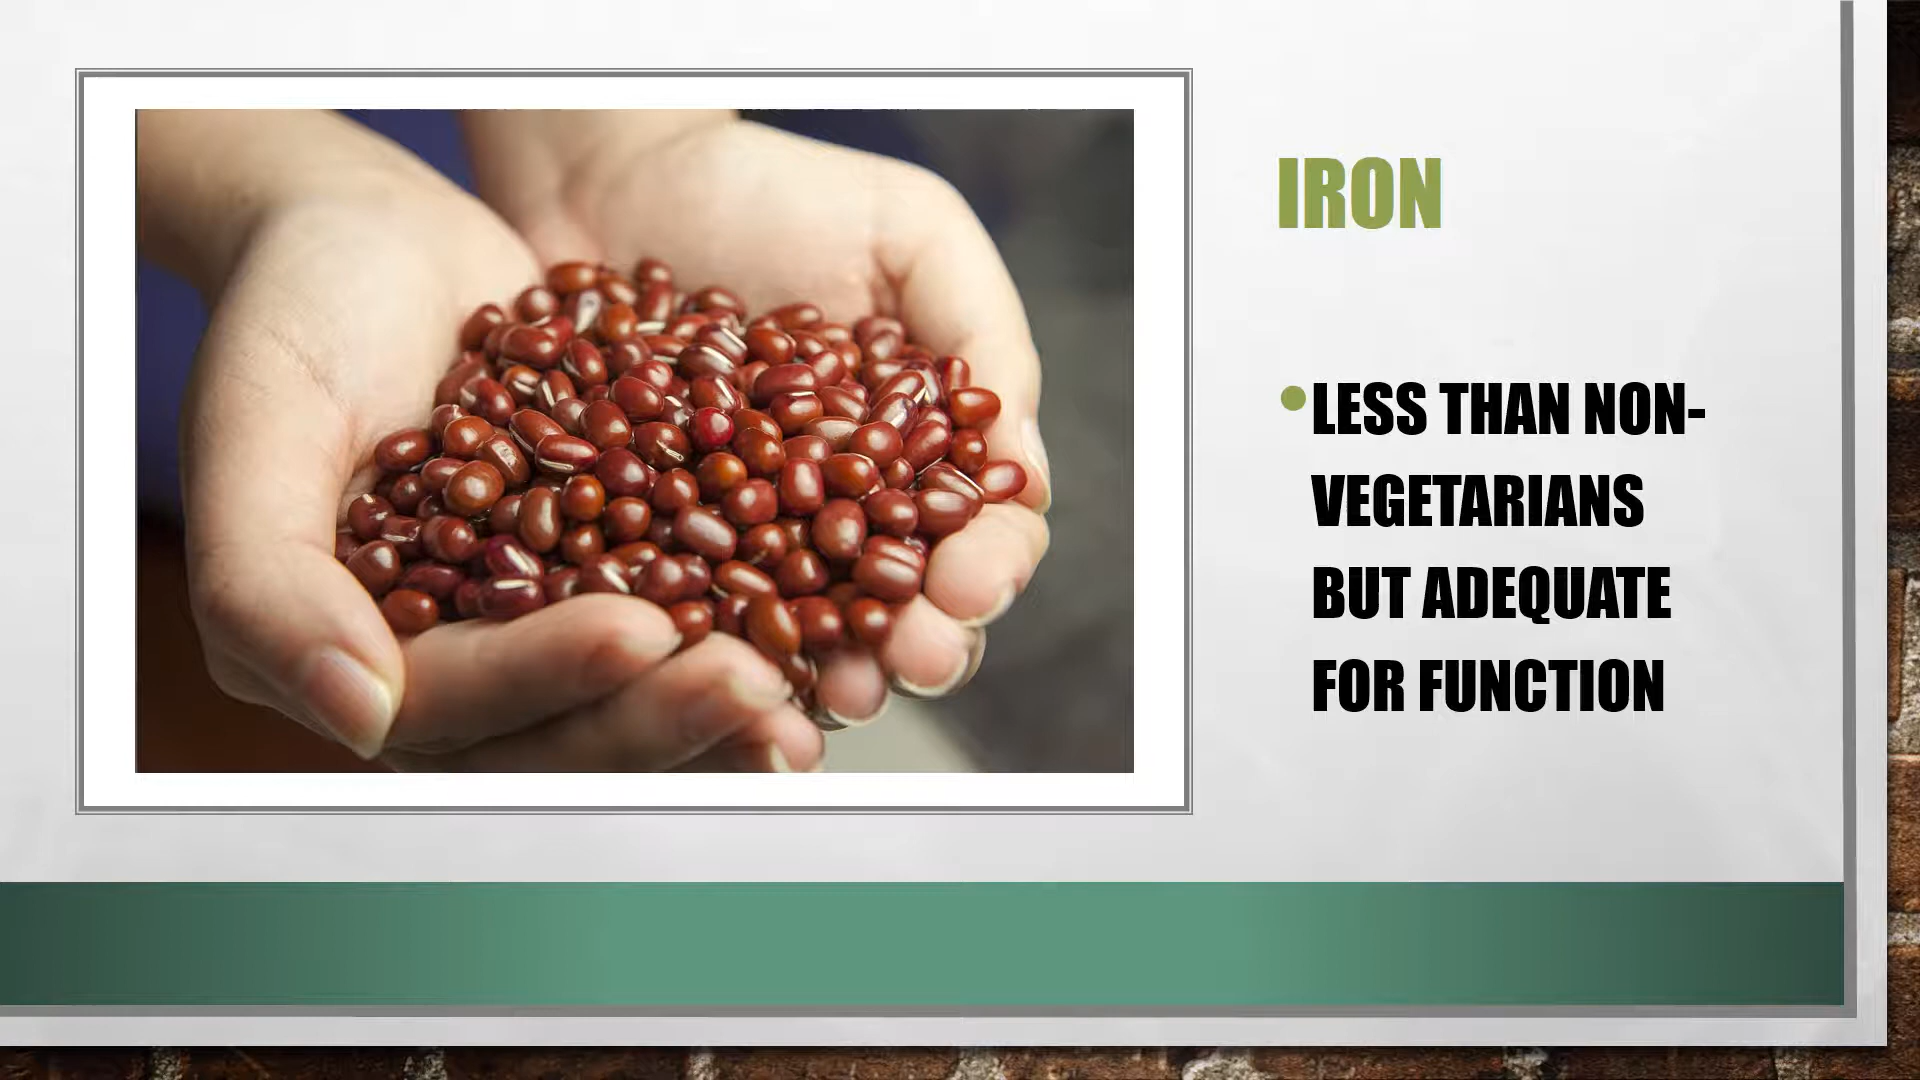 IRON
•LESS THAN NON-
VEGETARIANS
BUT ADEQUATE
FOR FUNCTION